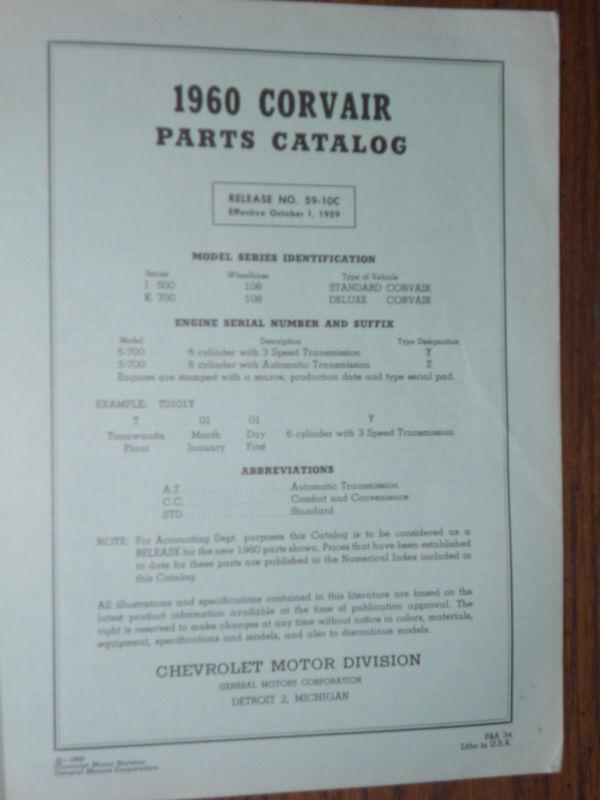 1960 CORVAIR
PARTS CATALOG
RELEASE NO. 59-10C
Effective October 1, 1959
MODEL SERIES IDENTIFICATION
Series Wheelbase Type of Vehicle
500 108 STANDARD CORVAIR
K 700 108 DELUXE CORVAIR
ENGINE SERIAL NUMBER AND SUFFIX
Model Description Type Designation
5-700 6 cylinder with 3 Speed Transmission Y
5-700 6 cylinder with Automatic Transmission Z
Engines are stamped with a source, production date and type serial pad.
EXAMPLE: T0101Y
T 01 01 Y
Tonawanda Month Day 6 cylinder with 3 Speed Transmission
Plant January First
ABBREVIATIONS
A.T. Automatic Transmission
C.C. Comfort and Convenience
STD. Standard
NOTE: For Accounting Dept. purposes this Catalog is to be considered as a
RELEASE for the new 1960 parts shown. Prices that have been established
to date for these parts are published in the Numerical Index included in
this Catalog.
All illustrations and specifications contained in this literature are based on the
latest product information available at the time of publication approval. The
right is reserved to make changes at any time without notice in colors, materials,
equipment, specifications and models, and also to discontinue models.
CHEVROLET MOTOR DIVISION
GENERAL MOTORS CORPORATION
DETROIT 2, MICHIGAN
©—1959
Chevrolet Motor Division
General Motors Corporation
P&A 34
Litho in U.S.A.